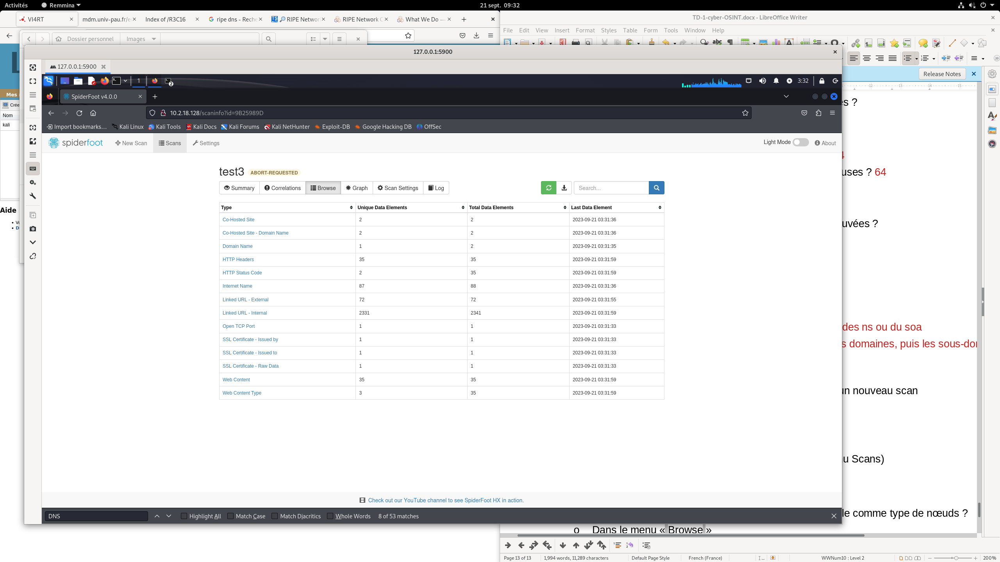 Activités
Remmina
21 sept. 09:32
VI4RT
mdm.univ-pau.fr/e
Index of /R3C16
ripe dns - Reche
RIPE Networ
RIPE Network C
What We Do —
TD-1-cyber-OSINT.docx - LibreOffice Writer
File Edit View Insert Format Styles Table Form Tools Window Help
Dossier personnel
Images
127.0.0.1:5900
127.0.0.1:5900
Release Notes
1
2
3:32
Mes
Crée
Nom
kali
SpiderFoot v4.0.0
10.2.18.128/scaninfo?id=9B25989D
Import bookmarks...
Kali Linux
Kali Tools
Kali Docs
Kali Forums
Kali NetHunter
Exploit-DB
Google Hacking DB
OffSec
spiderfoot
New Scan
Scans
Settings
Light Mode
About
test3 ABORT-REQUESTED
Summary
Correlations
Browse
Graph
Scan Settings
Log
Search...
Type Unique Data Elements Total Data Elements Last Data Element
Co-Hosted Site 2 2 2023-09-21 03:31:36
Co-Hosted Site - Domain Name 2 2 2023-09-21 03:31:36
Domain Name 1 2 2023-09-21 03:31:35
HTTP Headers 35 35 2023-09-21 03:31:59
HTTP Status Code 2 35 2023-09-21 03:31:59
Internet Name 87 88 2023-09-21 03:31:36
Linked URL - External 72 72 2023-09-21 03:31:55
Linked URL - Internal 2331 2341 2023-09-21 03:31:59
Open TCP Port 1 1 2023-09-21 03:31:33
SSL Certificate - Issued by 1 1 2023-09-21 03:31:33
SSL Certificate - Issued to 1 1 2023-09-21 03:31:33
SSL Certificate - Raw Data 1 1 2023-09-21 03:31:33
Web Content 35 35 2023-09-21 03:31:59
Web Content Type 3 35 2023-09-21 03:31:59
Check out our YouTube channel to see SpiderFoot HX in action.
DNS
Highlight All
Match Case
Match Diacritics
Whole Words
8 of 53 matches
Aide
12 13 14 15
es ?
4
uses ? 64
uvées ?
des ns ou du soa
s domaines, puis les sous-dor
un nouveau scan
u Scans)
le comme type de nœuds ?
o Dans le menu « Browse »
Page 13 of 13
1,994 words, 11,289 characters
Default Page Style
French (France)
WWNum10 : Level 2
200%